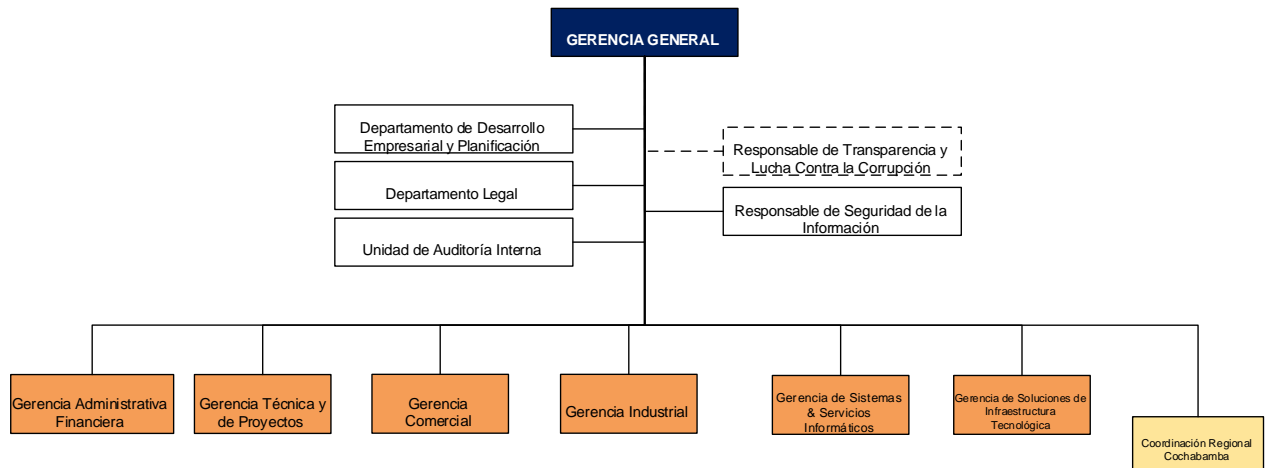 GERENCIA GENERAL
Departamento de Desarrollo
Empresarial y Planificación
Responsable de Transparencia y
Lucha Contra la Corrupción
Departamento Legal
Responsable de Seguridad de la
Información
Unidad de Auditoría Interna
Gerencia Administrativa
Financiera
Gerencia Técnica y
de Proyectos
Gerencia
Comercial
Gerencia Industrial
Gerencia de Sistemas
& Servicios
Informáticos
Gerencia de Soluciones de
Infraestructura
Tecnológica
Coordinación Regional
Cochabamba